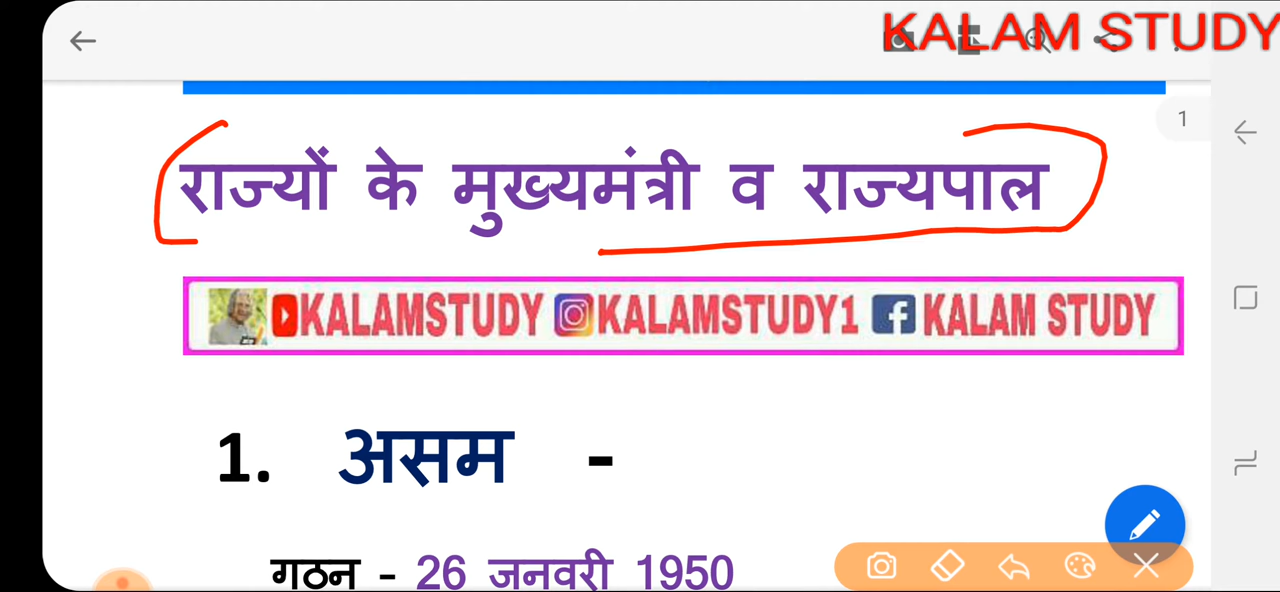 KALAM STUDY
1
राज्यों के मुख्यमंत्री व राज्यपाल
KALAMSTUDY KALAMSTUDY1 KALAM STUDY
1. असम -
गठन - 26 जनवरी 1950